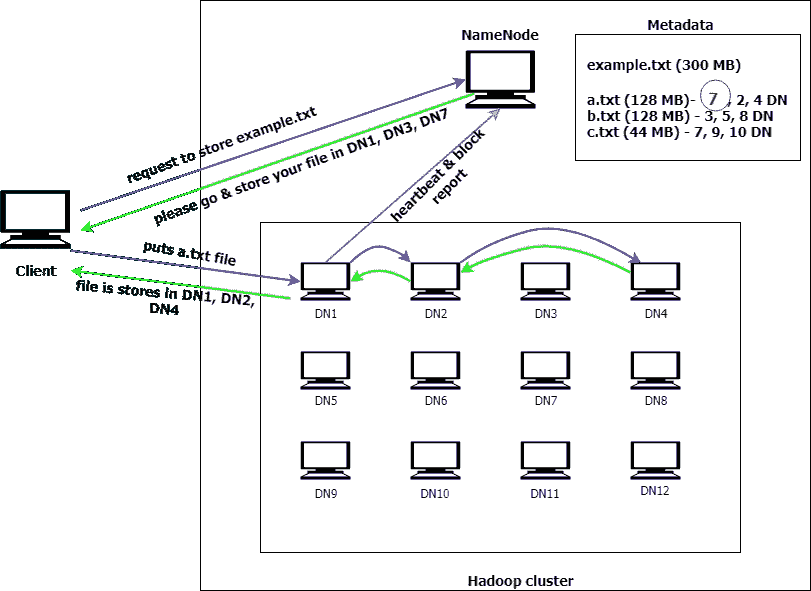 NameNode
Metadata
example.txt (300 MB)
a.txt (128 MB)- 7 , 2, 4 DN
b.txt (128 MB) - 3, 5, 8 DN
c.txt (44 MB) - 7, 9, 10 DN
request to store example.txt
please go & store your file in DN1, DN3, DN7
heartbeat & block
report
Client
puts a.txt file
file is stores in DN1, DN2,
DN4
DN1 DN2 DN3 DN4
DN5 DN6 DN7 DN8
DN9 DN10 DN11 DN12
Hadoop cluster